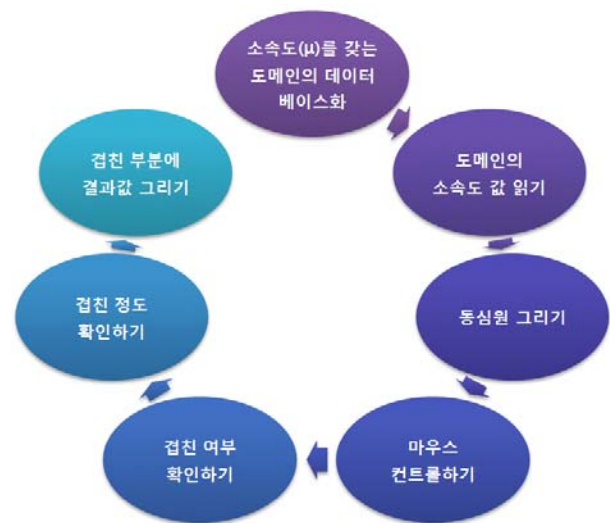 소속도(μ)를 갖는
도메인의 데이터
베이스화
도메인의
소속도 값 읽기
동심원 그리기
마우스
컨트롤하기
겹친 여부
확인하기
겹친 정도
확인하기
겹친 부분에
결과값 그리기